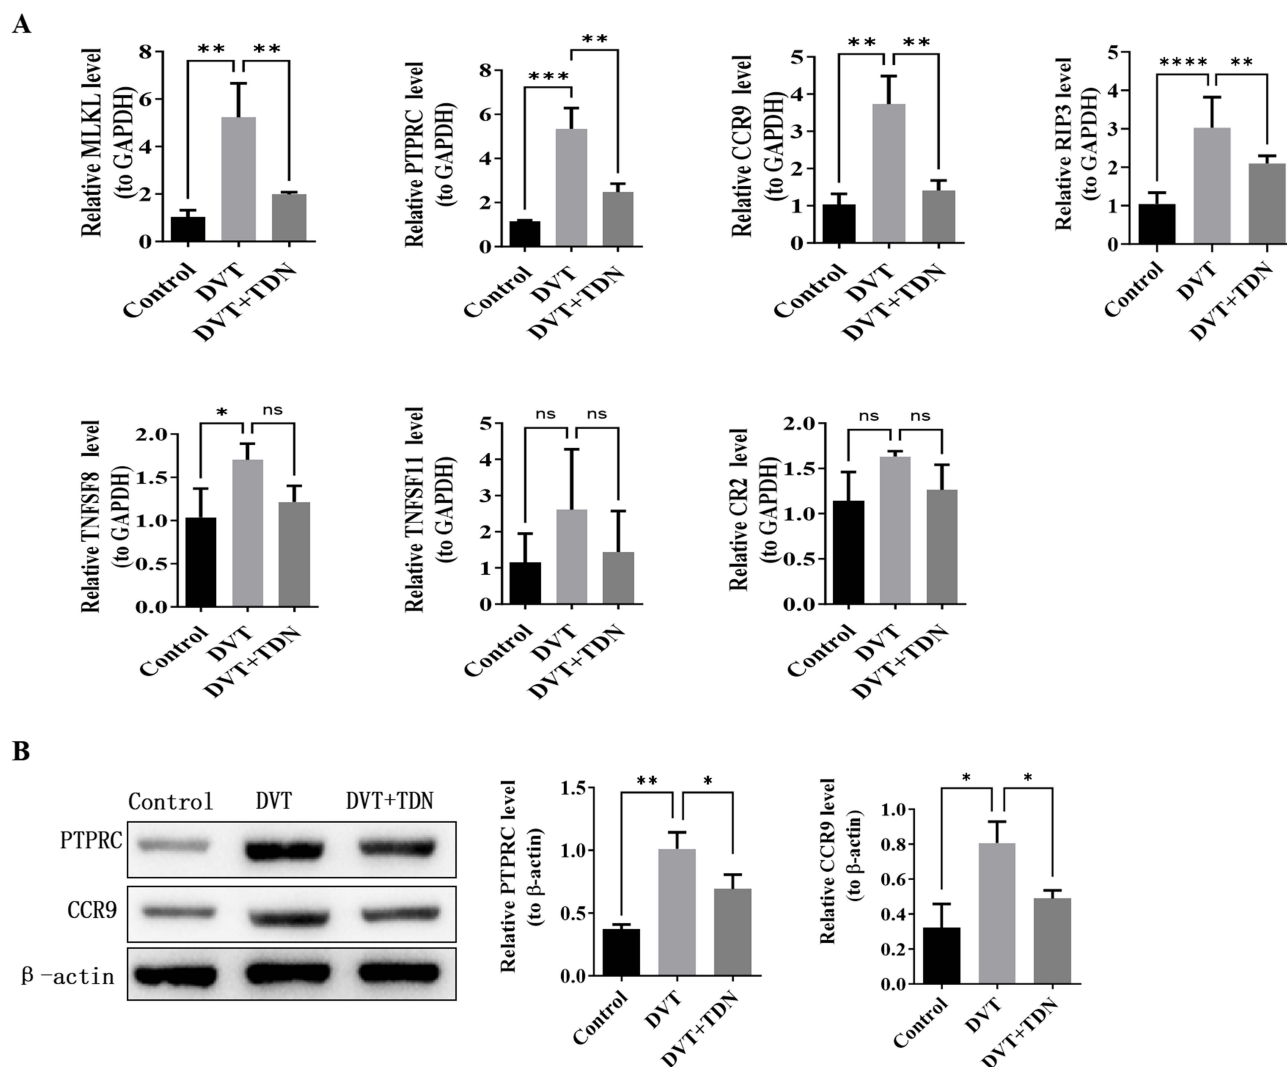 A
Relative MLKL level
(to GAPDH)
8
6
4
2
0
** **
Control
DVT
DVT+TDN
Relative PTPRC level
(to GAPDH)
8
6
4
2
0
*** **
Control
DVT
DVT+TDN
Relative CCR9 level
(to GAPDH)
5
4
3
2
1
0
** **
Control
DVT
DVT+TDN
Relative RIP3 level
(to GAPDH)
5
4
3
2
1
0
**** **
Control
DVT
DVT+TDN
Relative TNFSF8 level
(to GAPDH)
2.0
1.5
1.0
0.5
0.0
* ns
Control
DVT
DVT+TDN
Relative TNFSF11 level
(to GAPDH)
5
4
3
2
1
0
ns ns
Control
DVT
DVT+TDN
Relative CR2 level
(to GAPDH)
2.0
1.5
1.0
0.5
0.0
ns ns
Control
DVT
DVT+TDN
B
Control DVT DVT+TDN
PTPRC
CCR9
β-actin
Relative PTPRC level
(to β-actin)
1.5
1.0
0.5
0.0
** *
Control
DVT
DVT+TDN
Relative CCR9 level
(to β-actin)
1.0
0.8
0.6
0.4
0.2
0.0
* *
Control
DVT
DVT+TDN